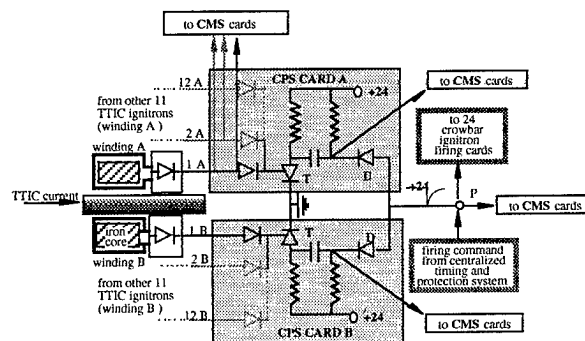 to CMS cards
12 A
CPS CARD A
+24
to CMS cards
from other 11
TTIC ignitrons
(winding A)
2 A
to 24
crowbar
ignitron
firing cards
winding A
1 A
T
D
+24
P
TTIC current
to CMS cards
iron
core
1 B
T
D
winding B
2 B
firing command
from centralized
timing and
protection system
from other 11
TTIC ignitrons
(winding B)
12 B
+24
CPS CARD B
to CMS cards